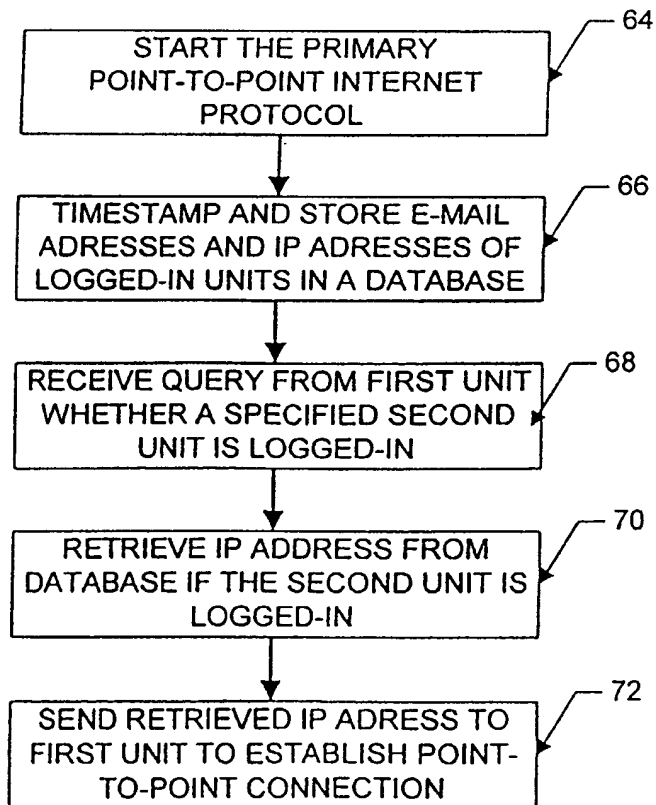 64
START THE PRIMARY
POINT-TO-POINT INTERNET
PROTOCOL
66
TIMESTAMP AND STORE E-MAIL
ADRESSES AND IP ADRESSES OF
LOGGED-IN UNITS IN A DATABASE
68
RECEIVE QUERY FROM FIRST UNIT
WHETHER A SPECIFIED SECOND
UNIT IS LOGGED-IN
70
RETRIEVE IP ADDRESS FROM
DATABASE IF THE SECOND UNIT IS
LOGGED-IN
72
SEND RETRIEVED IP ADRESS TO
FIRST UNIT TO ESTABLISH POINT-
TO-POINT CONNECTION